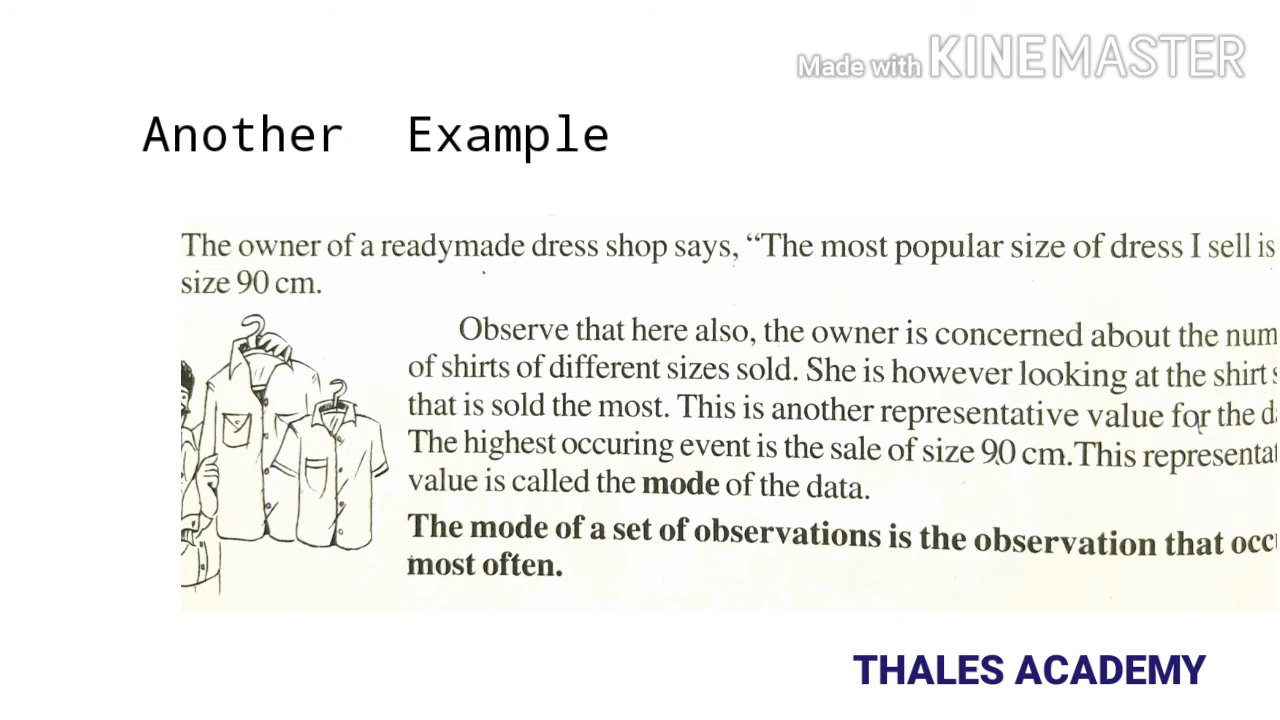 Made with KINEMASTER
Another Example
The owner of a readymade dress shop says, “The most popular size of dress I sell is
size 90 cm.
Observe that here also, the owner is concerned about the
of shirts of different sizes sold. She is however looking at the shirt
that is sold the most. This is another representative value for the
The highest occuring event is the sale of size 90 cm. This
value is called the mode of the data.
The mode of a set of observations is the observation that
most often.
THALES ACADEMY